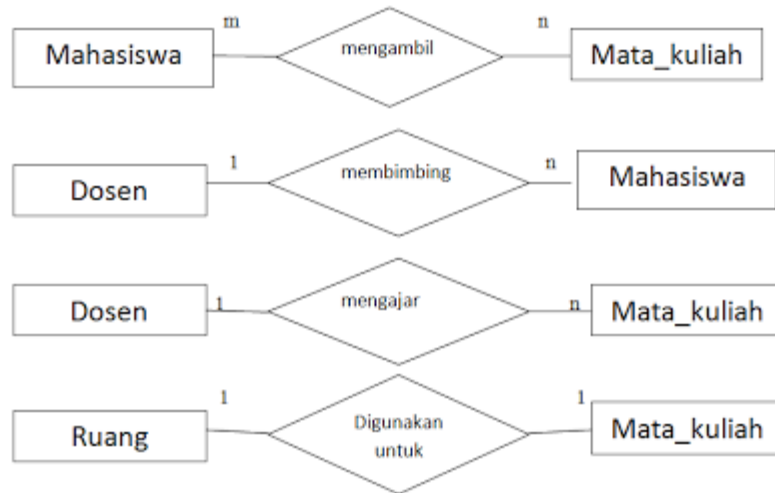 m n
Mahasiswa mengambil Mata_kuliah
1 n
Dosen membimbing Mahasiswa
Dosen 1 mengajar n Mata_kuliah
1 1
Ruang Digunakan untuk Mata_kuliah